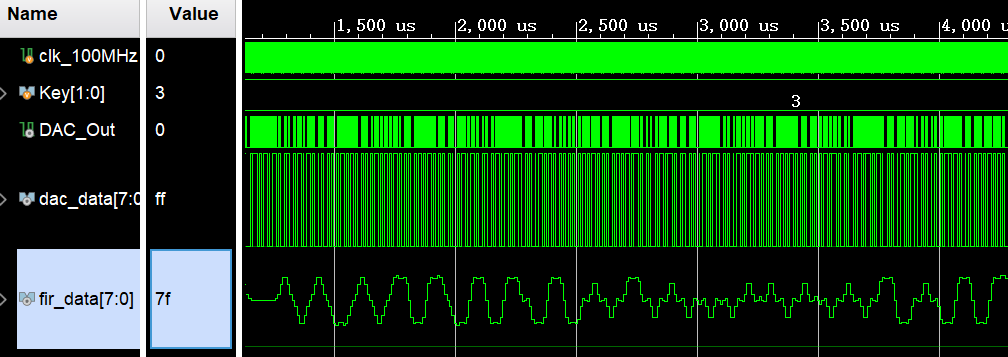 Name Value
1,500 us 2,000 us 2,500 us 3,000 us 3,500 us 4,000 u
clk_100MHz 0
Key[1:0] 3 3
DAC_Out 0
dac_data[7:0 ff
fir_data[7:0] 7f